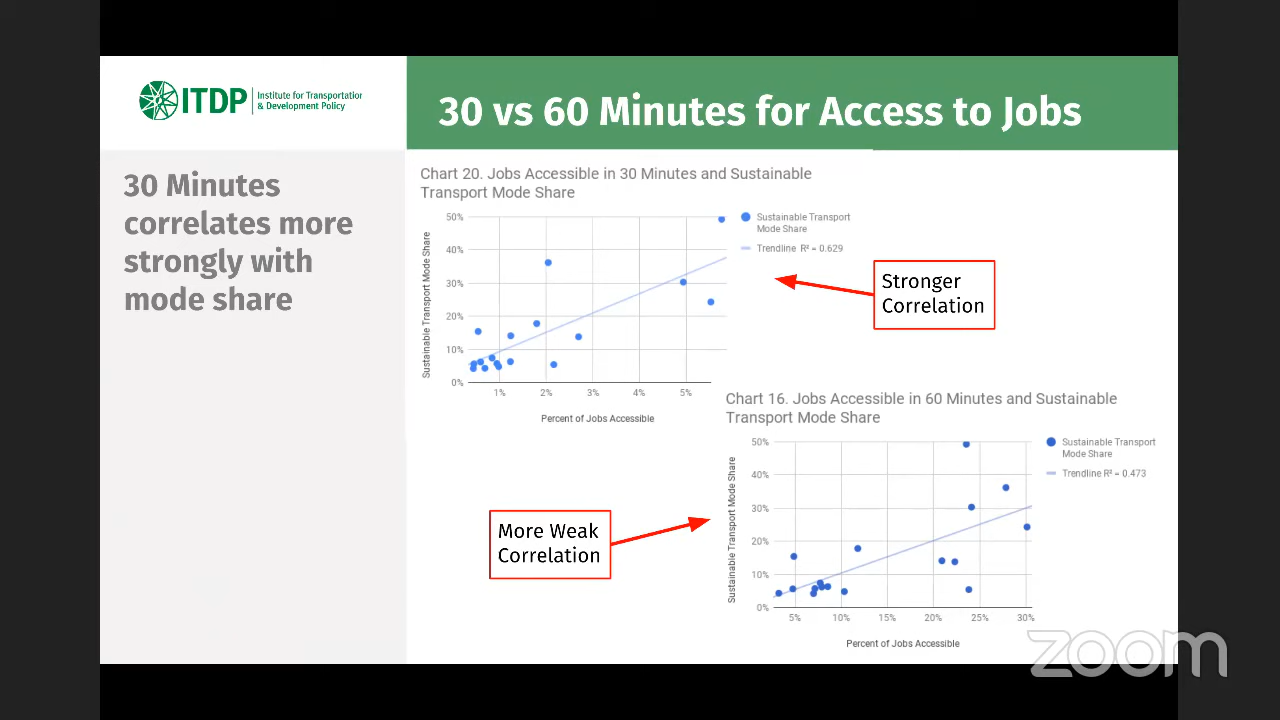 ITDP
Institute for Transportation
& Development Policy
30 vs 60 Minutes for Access to Jobs
30 Minutes
correlates more
strongly with
mode share
Chart 20. Jobs Accessible in 30 Minutes and Sustainable
Transport Mode Share
Sustainable Transport Mode Share
50%
40%
30%
20%
10%
0%
1%
2%
3%
4%
5%
Percent of Jobs Accessible
Sustainable Transport
Mode Share
Trendline R² = 0.629
Stronger
Correlation
Chart 16. Jobs Accessible in 60 Minutes and Sustainable
Transport Mode Share
Sustainable Transport Mode Share
50%
40%
30%
20%
10%
0%
5%
10%
15%
20%
25%
30%
Percent of Jobs Accessible
Sustainable Transport
Mode Share
Trendline R² = 0.473
More Weak
Correlation
zoom